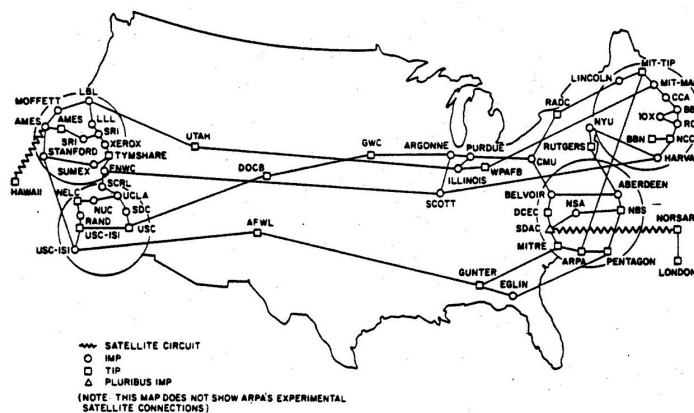 MOFFETT
LBL
AMES
AMES
LLL
SRI
SRI
XEROX
STANFORD
TYMSHARE
SUMEX
FNWC
HAWAII
SCRL
NELC
UCLA
NUC
SDC
RAND
USC-ISI
USC
USC-ISI
UTAH
DOCB
GWC
AFWL
ARGONNE
PURDUE
ILLINOIS
WPAFB
SCOTT
GUNTER
EGLIN
LINCOLN
MIT-TIP
RADC
CCA
NYU
10X
RUTGERS
BBN
NCC
CMU
BELVOIR
ABERDEEN
DCEC
NSA
NBS
SDAC
NORSAR
MITRE
ARPA
PENTAGON
LONDON
SATELLITE CIRCUIT
IMP
TIP
PLURIBUS IMP
(NOTE: THIS MAP DOES NOT SHOW ARPA'S EXPERIMENTAL
SATELLITE CONNECTIONS)